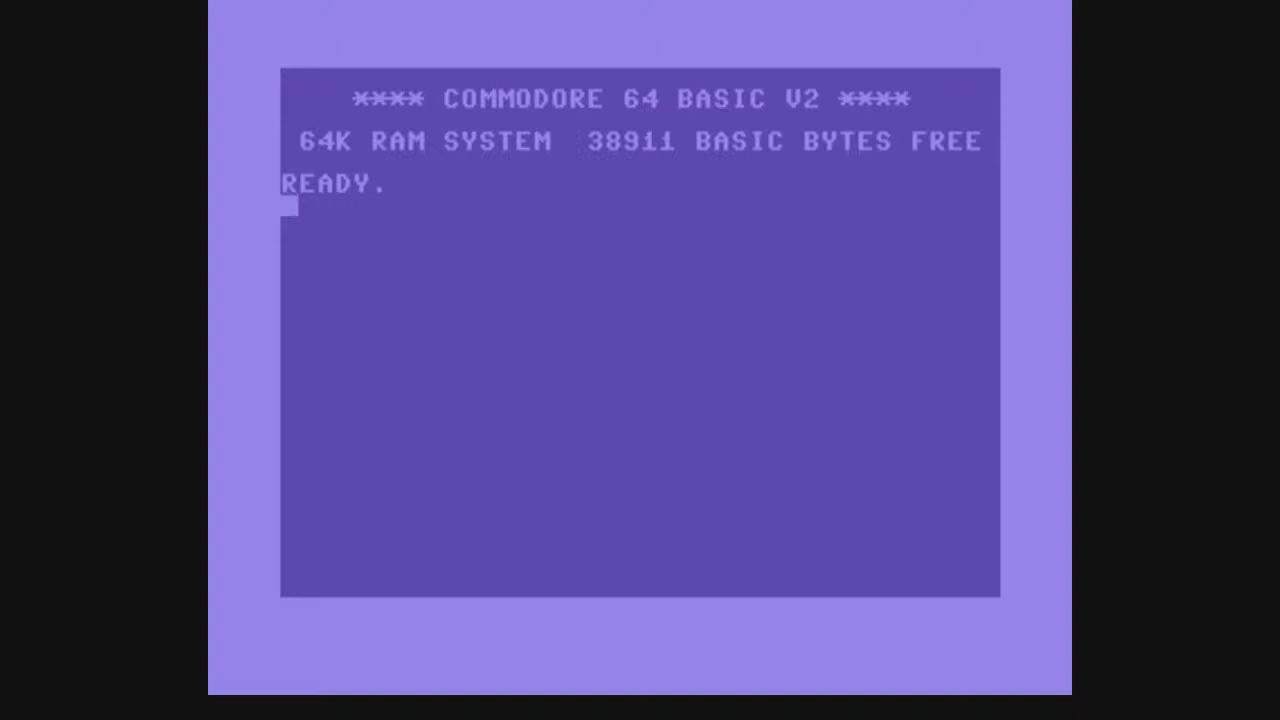 **** COMMODORE 64 BASIC V2 ****
64K RAM SYSTEM  38911 BASIC BYTES FREE
READY.